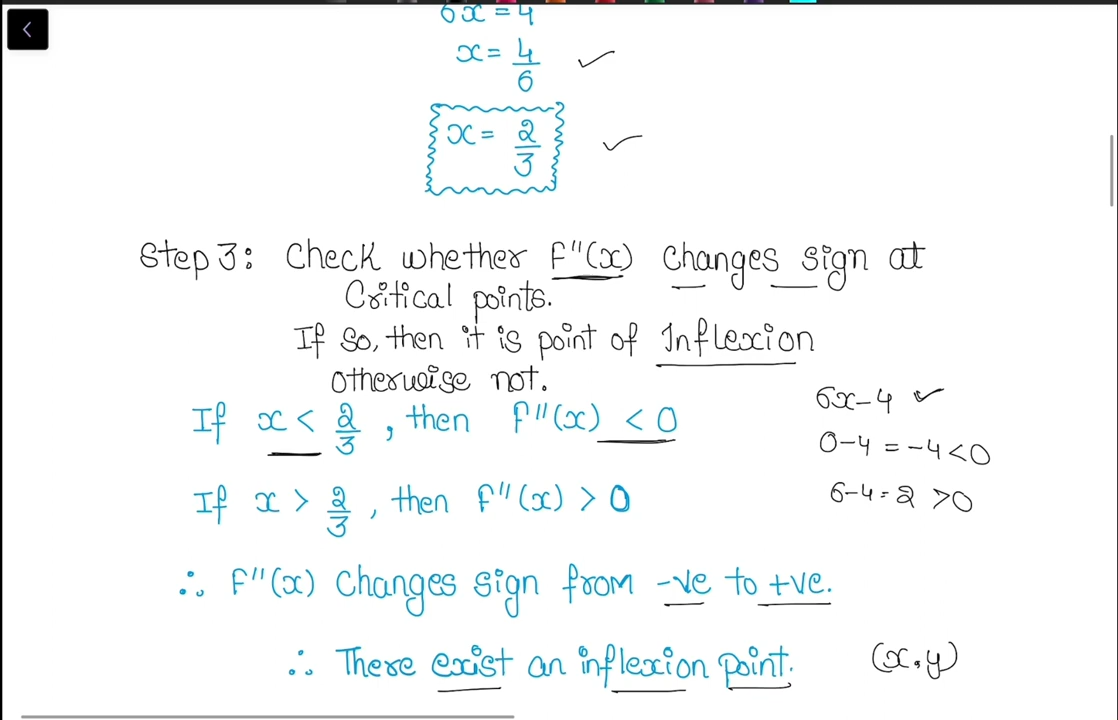 6x = 4
x = 4/6 ✓
x = 2/3 ✓
Step 3: Check whether f''(x) changes sign at
Critical points.
If so, then it is point of Inflexion
otherwise not.
6x-4 ✓
If x < 2/3, then f''(x) < 0
0-4 = -4 < 0
If x > 2/3, then f''(x) > 0
6-4 = 2 > 0
∴ f''(x) changes sign from -ve to +ve.
∴ There exist an inflexion point. (x,y)